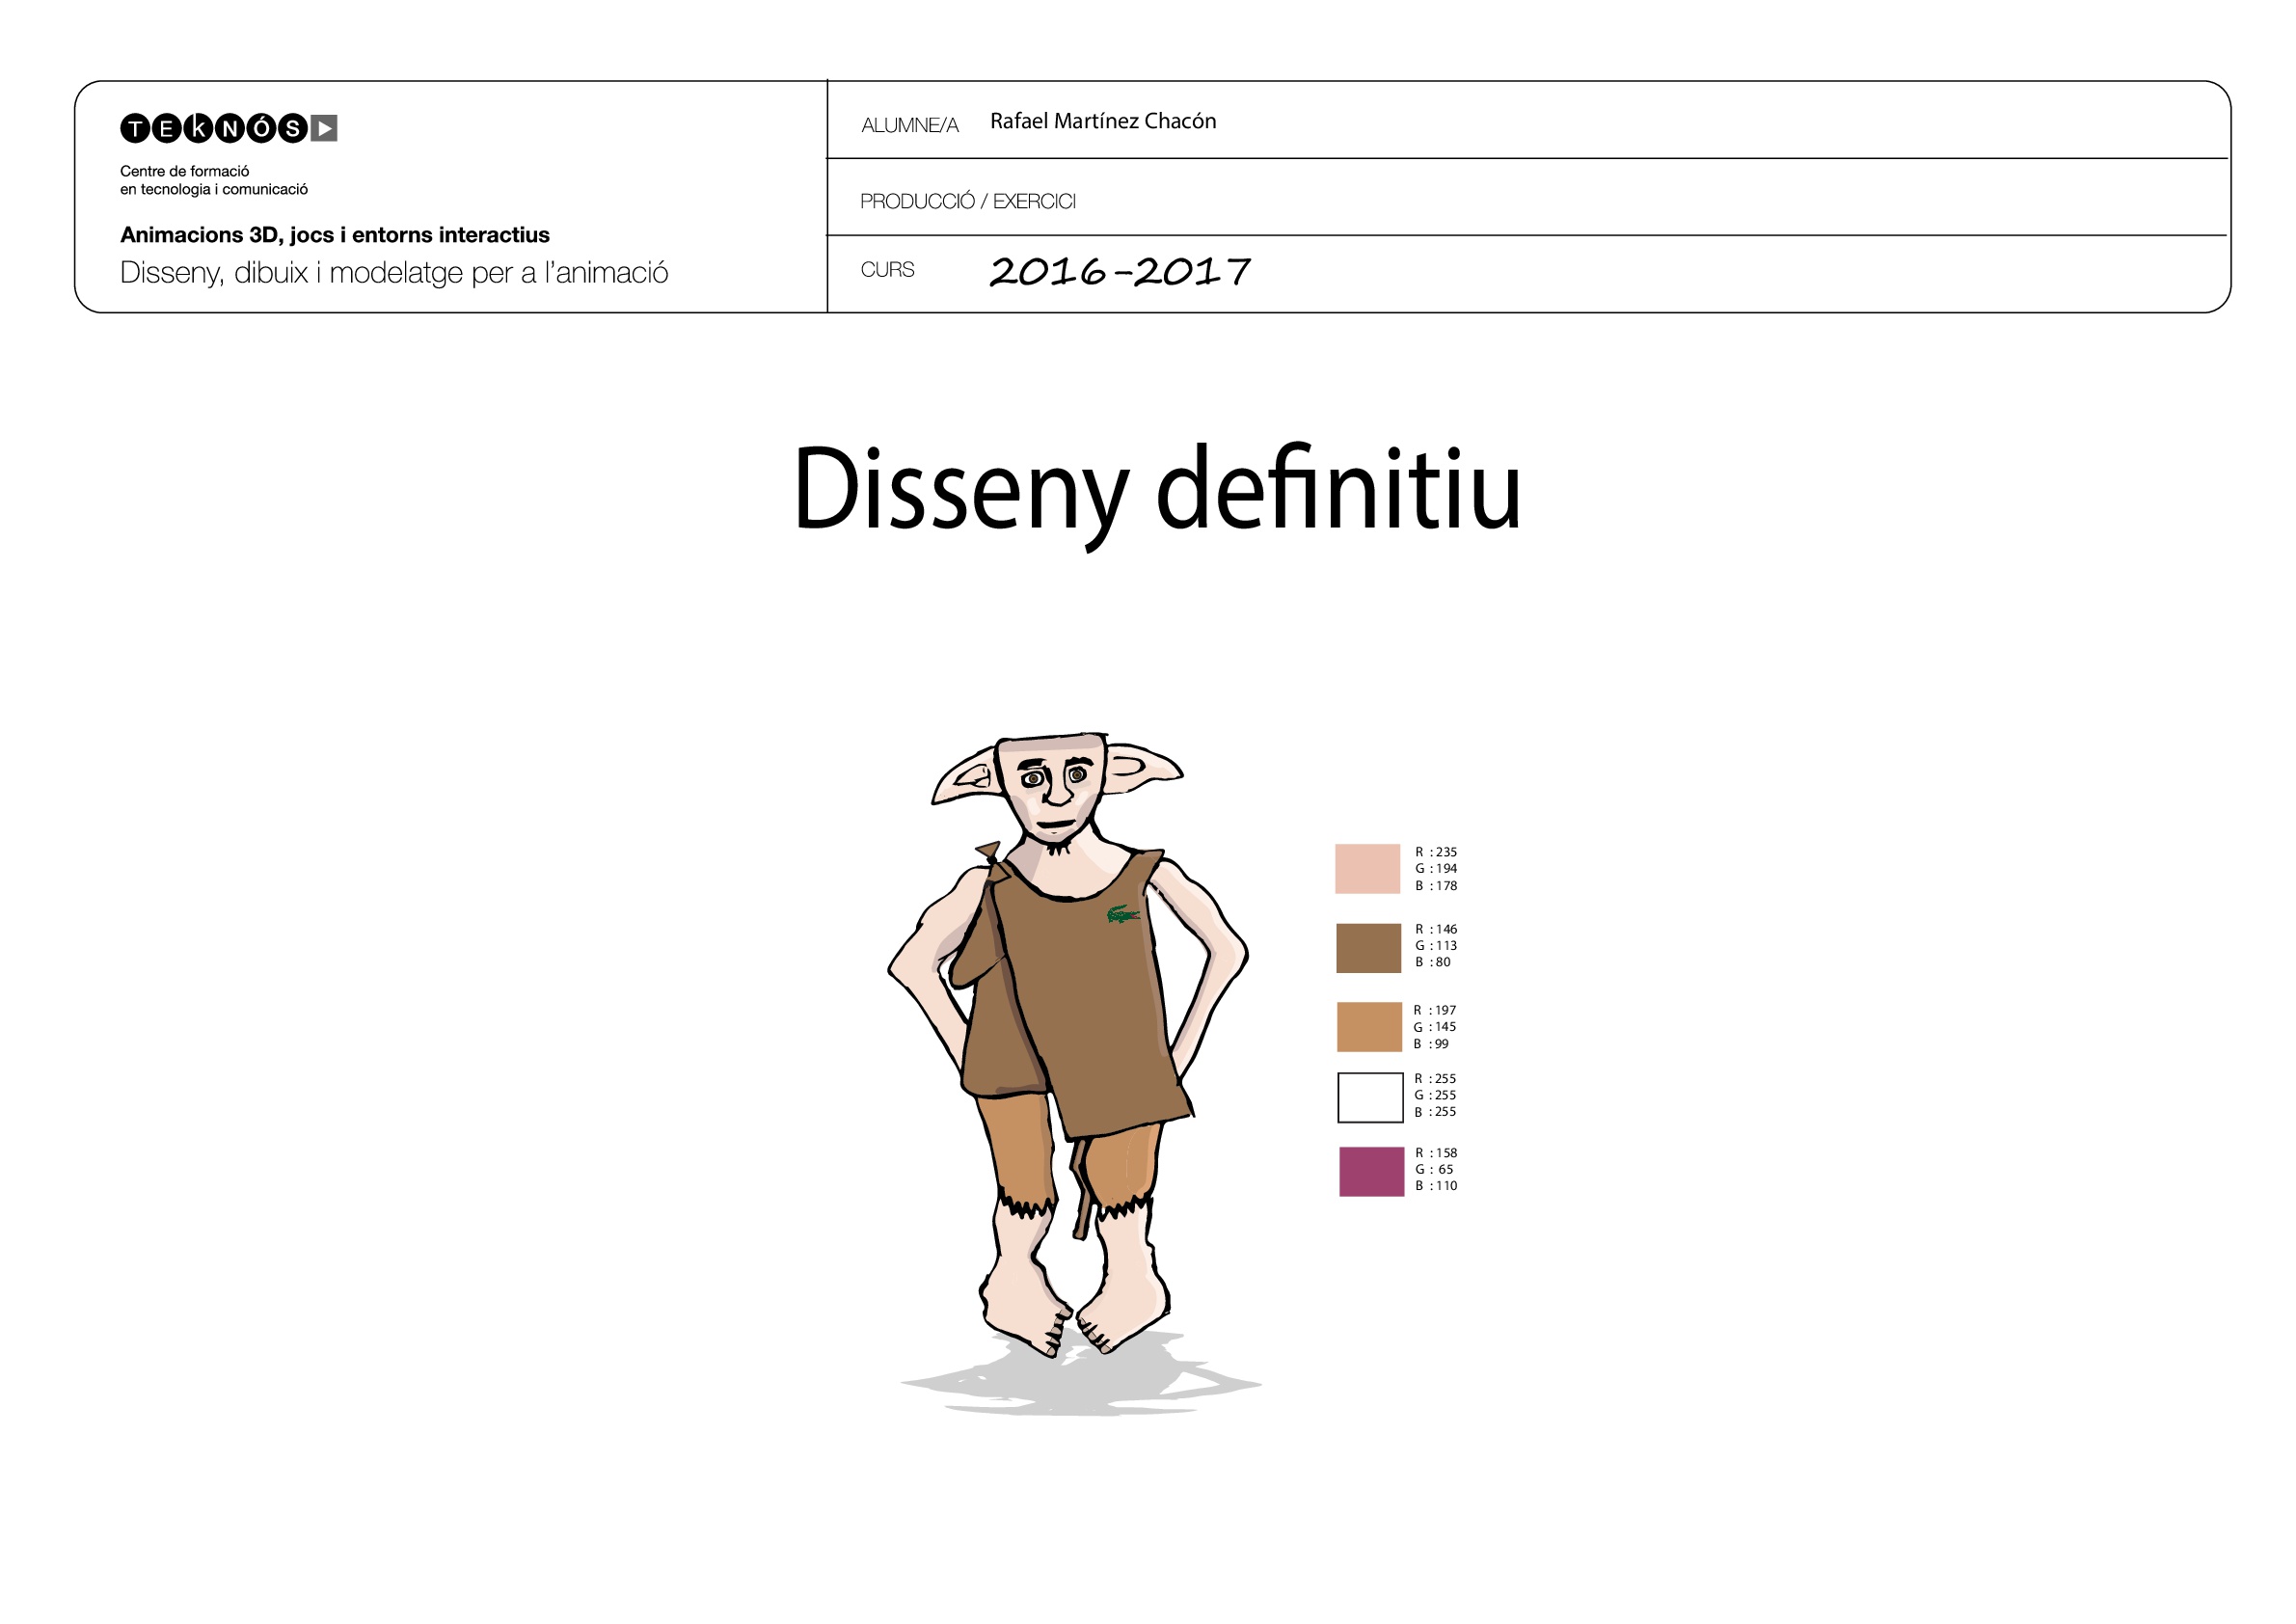 TEKNÓS
Centre de formació
en tecnologia i comunicació
Animacions 3D, jocs i entorns interactius
Disseny, dibuix i modelatge per a l'animació
ALUMNE/A Rafael Martínez Chacón
PRODUCCIÓ / EXERCICI
CURS 2016-2017
Disseny definitiu
R : 235
G : 194
B : 178
R : 146
G : 113
B : 80
R : 197
G : 145
B : 99
R : 255
G : 255
B : 255
R : 158
G : 65
B : 110